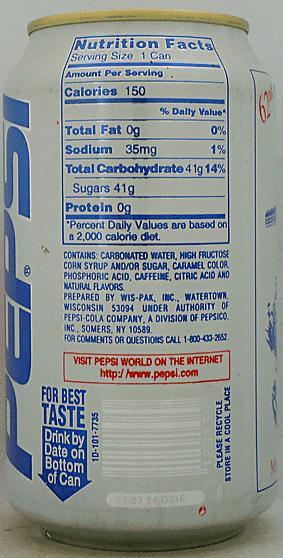 PEPSI
®
Nutrition Facts
Serving Size 1 Can
Amount Per Serving
Calories 150
% Daily Value*
Total Fat 0g 0%
Sodium 35mg 1%
Total Carbohydrate 41g 14%
Sugars 41g
Protein 0g
*Percent Daily Values are based on
a 2,000 calorie diet.
CONTAINS: CARBONATED WATER, HIGH FRUCTOSE
CORN SYRUP AND/OR SUGAR, CARAMEL COLOR,
PHOSPHORIC ACID, CAFFEINE, CITRIC ACID AND
NATURAL FLAVORS.
PREPARED BY WIS-PAK, INC., WATERTOWN,
WISCONSIN 53094 UNDER AUTHORITY OF
PEPSI-COLA COMPANY, A DIVISION OF PEPSICO,
INC., SOMERS, NY 10589.
FOR COMMENTS OR QUESTIONS CALL 1-800-433-2652.
VISIT PEPSI WORLD ON THE INTERNET
http://www.pepsi.com
FOR BEST
TASTE
Drink by
Date on
Bottom
of Can
1D-101-7735
PLEASE RECYCLE
STORE IN A COOL PLACE
62